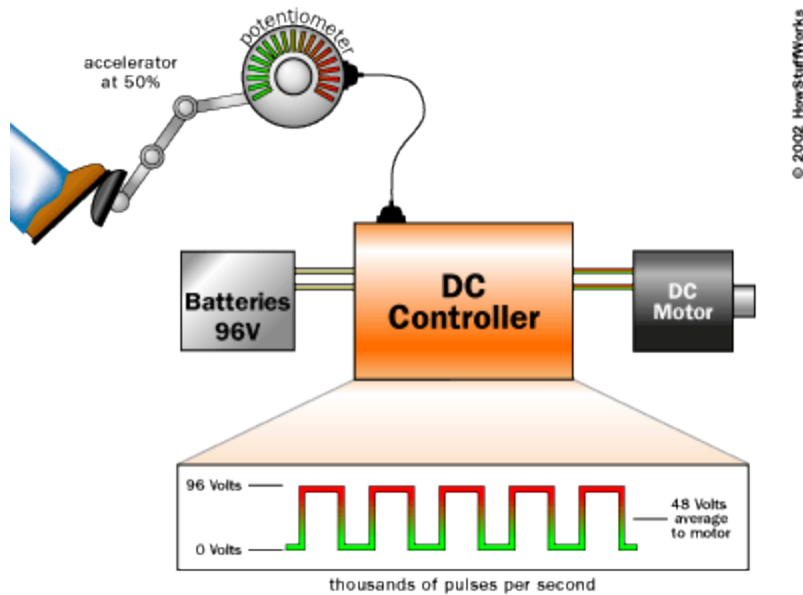 potentiometer
accelerator
at 50%
© 2002 HowStuffWorks
Batteries
96V
DC
Controller
DC
Motor
96 Volts
0 Volts
48 Volts
average
to motor
thousands of pulses per second